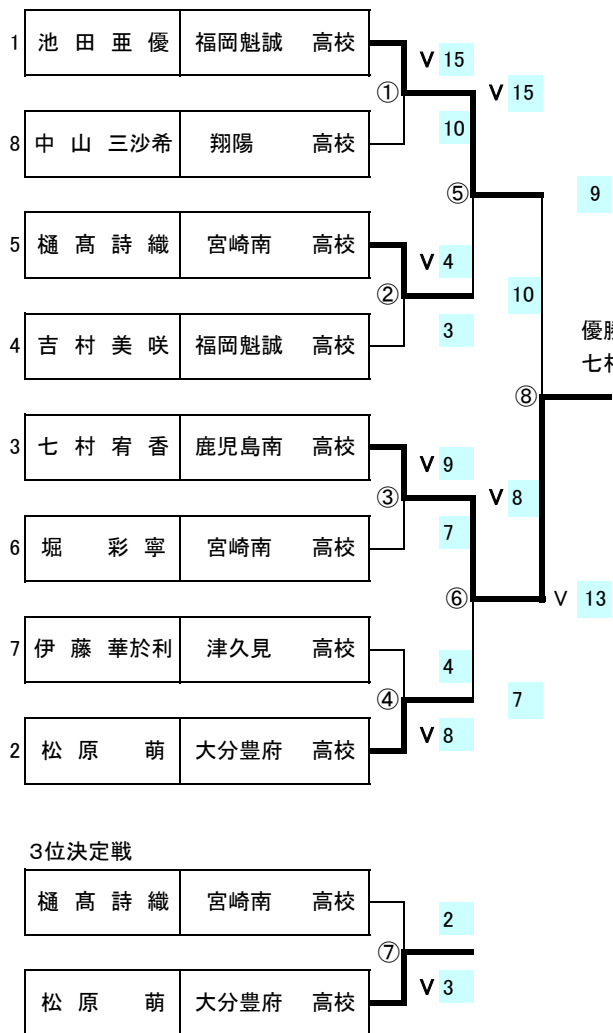 1 池 田 亜 優 福岡魁誠 高校
V 15
① V 15
10
8 中 山 三沙希 翔陽 高校
⑤ 9
5 樋 髙 詩 織 宮崎南 高校
V 4
② 10
3
4 吉 村 美 咲 福岡魁誠 高校
優勝
七村
⑧
3 七 村 宥 香 鹿児島南 高校
V 9
③ V 8
7
6 堀 彩 寧 宮崎南 高校
⑥ V 13
7 伊 藤 華於利 津久見 高校
4
④ 7
V 8
2 松 原 萌 大分豊府 高校
3位決定戦
樋 髙 詩 織 宮崎南 高校
2
⑦
V 3
松 原 萌 大分豊府 高校